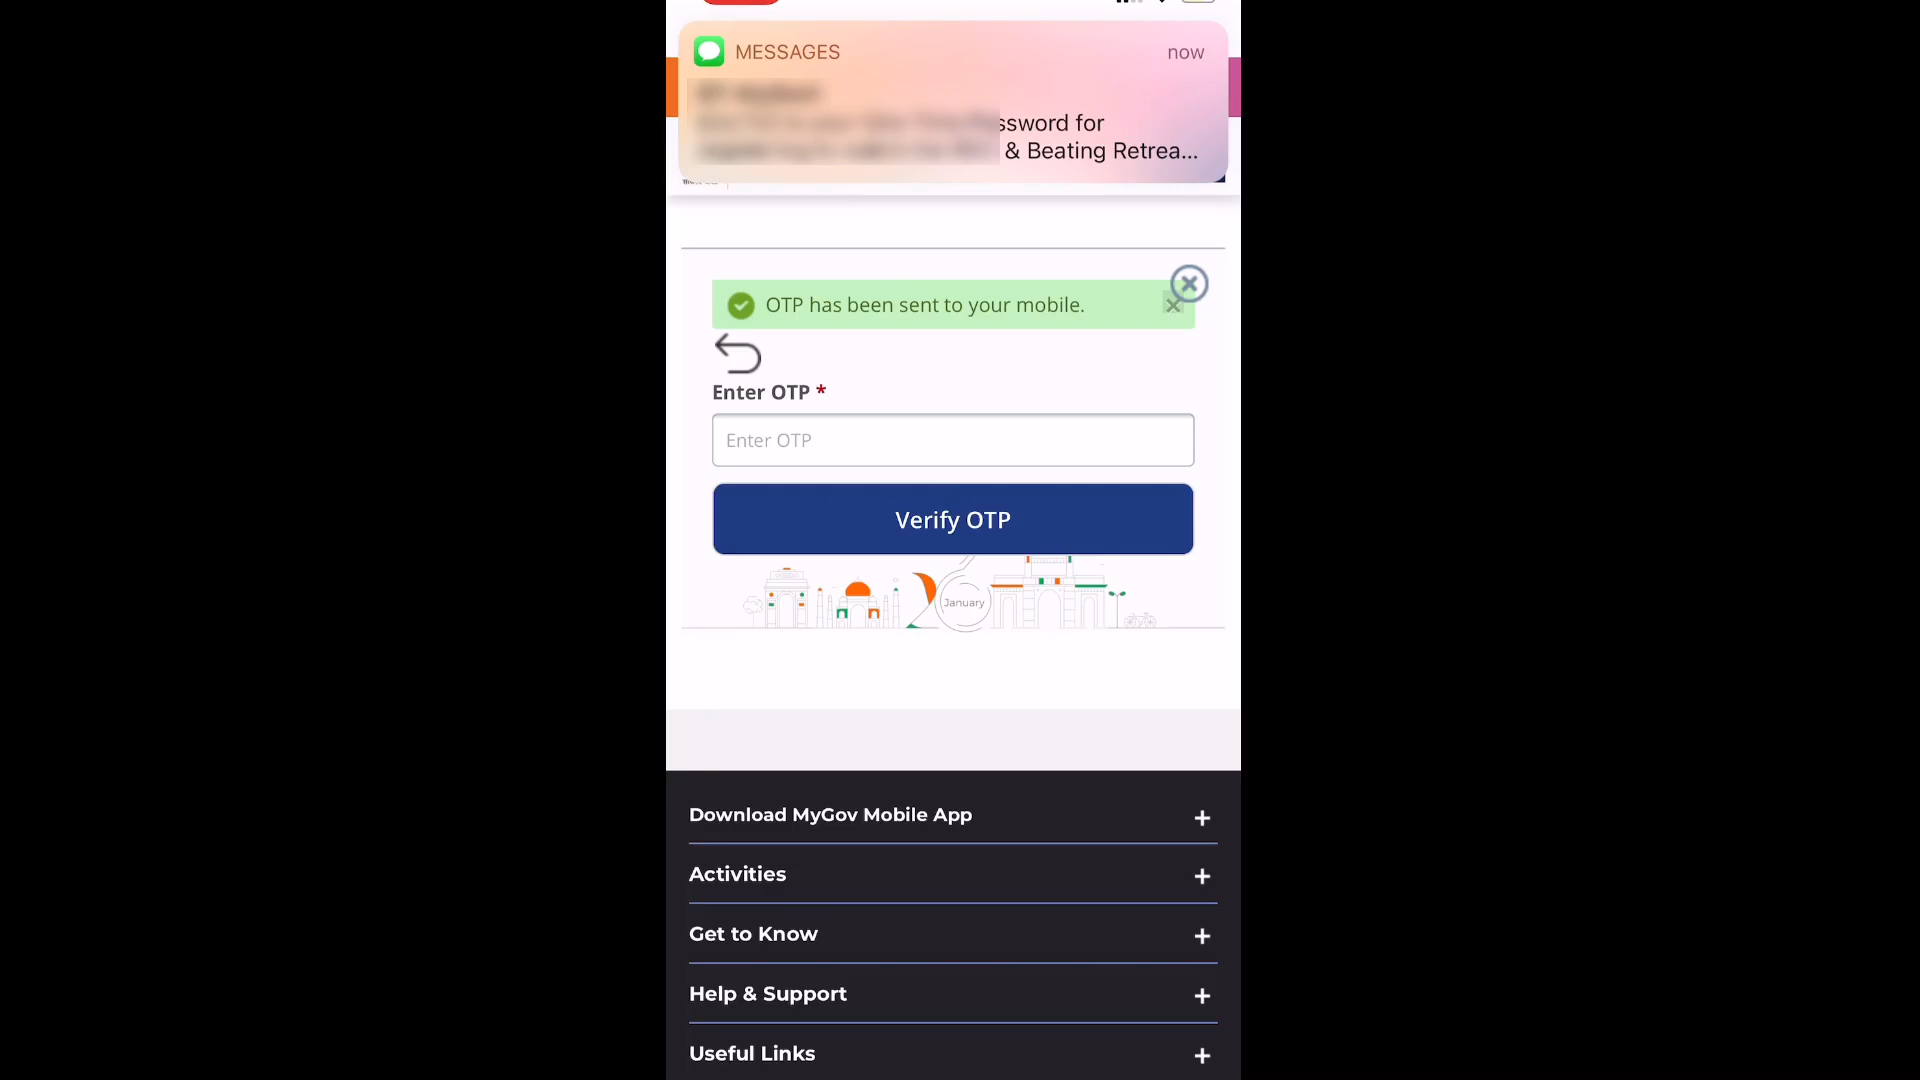 MESSAGES
now
ssword for
& Beating Retrea...
OTP has been sent to your mobile.
Enter OTP *
Enter OTP
Verify OTP
January
Download MyGov Mobile App
Activities
Get to Know
Help & Support
Useful Links